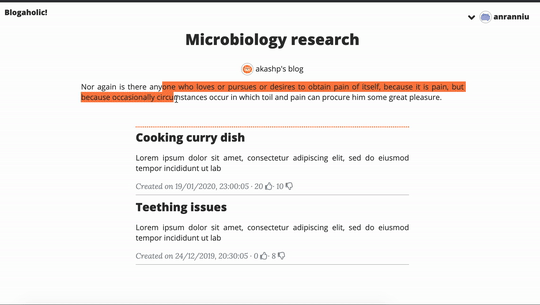 Blogaholic!
anranniu
Microbiology research
akashp's blog
Nor again is there anyone who loves or pursues or desires to obtain pain of itself, because it is pain, but
because occasionally circumstances occur in which toil and pain can procure him some great pleasure.
Cooking curry dish
Lorem ipsum dolor sit amet, consectetur adipiscing elit, sed do eiusmod
tempor incididunt ut lab
Created on 19/01/2020, 23:00:05 · 20 · 10
Teething issues
Lorem ipsum dolor sit amet, consectetur adipiscing elit, sed do eiusmod
tempor incididunt ut lab
Created on 24/12/2019, 20:30:05 · 0 · 8